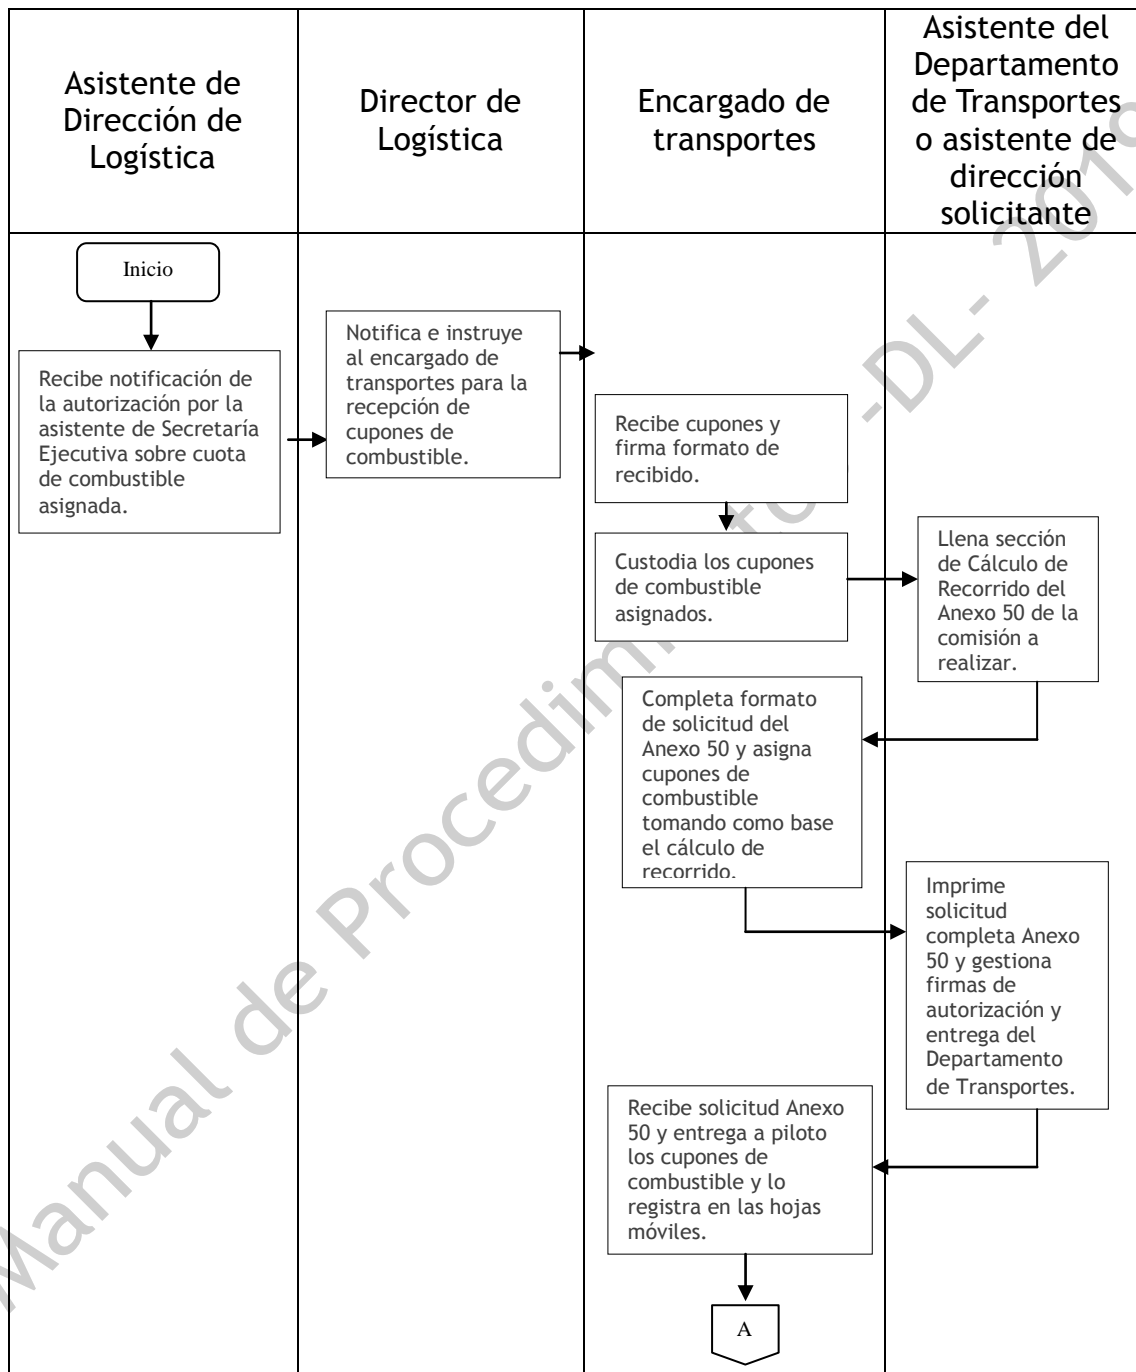 Asistente de
Dirección de
Logística
Director de
Logística
Encargado de
transportes
Asistente del
Departamento
de Transportes
o asistente de
dirección
solicitante
Inicio
Recibe notificación de
la autorización por la
asistente de Secretaría
Ejecutiva sobre cuota
de combustible
asignada.
Notifica e instruye
al encargado de
transportes para la
recepción de
cupones de
combustible.
Recibe cupones y
firma formato de
recibido.
Custodia los cupones
de combustible
asignados.
Llena sección
de Cálculo de
Recorrido del
Anexo 50 de la
comisión a
realizar.
Completa formato
de solicitud del
Anexo 50 y asigna
cupones de
combustible
tomando como base
el cálculo de
recorrido.
Imprime
solicitud
completa Anexo
50 y gestiona
firmas de
autorización y
entrega del
Departamento
de Transportes.
Recibe solicitud Anexo
50 y entrega a piloto
los cupones de
combustible y lo
registra en las hojas
móviles.
A
Manual de -DL- 2019